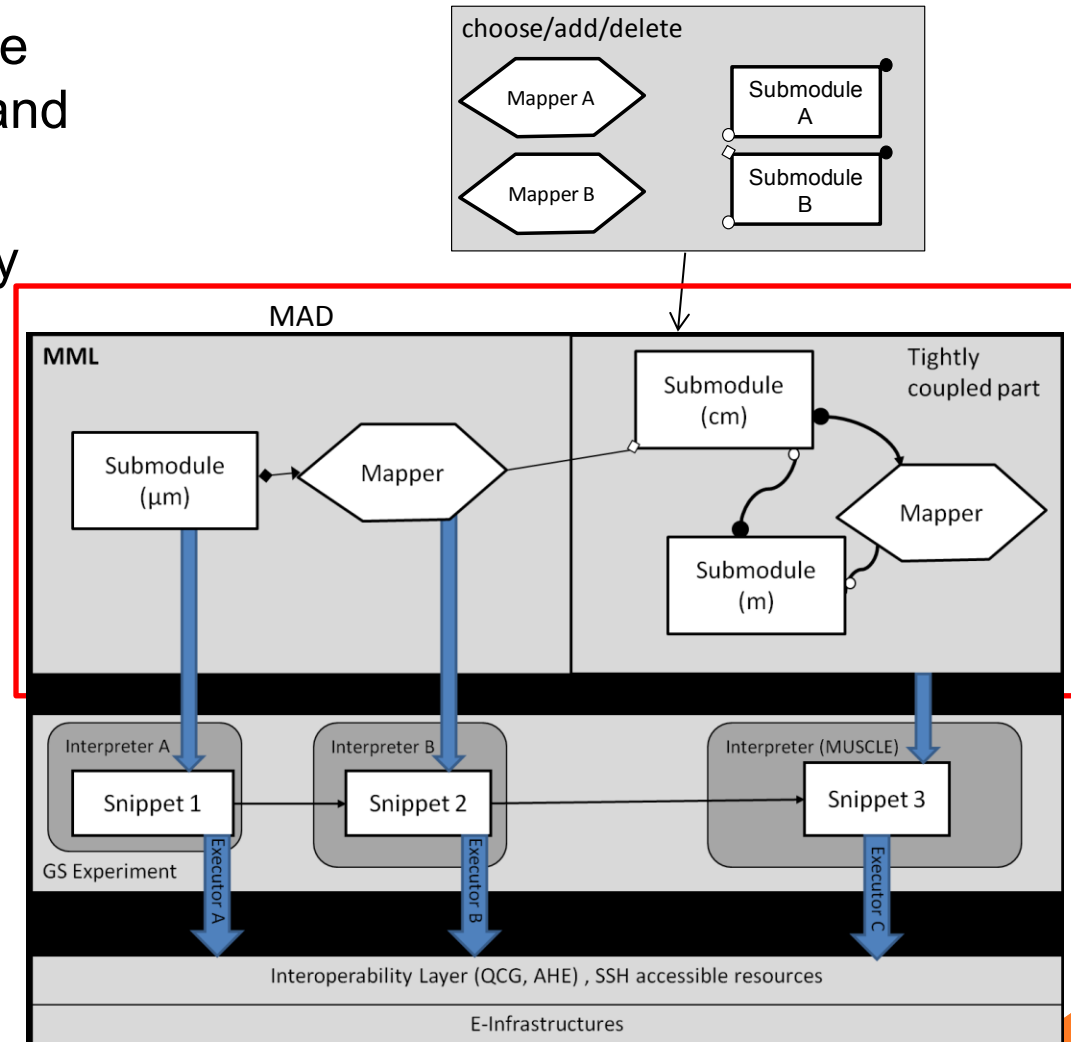 e
and
y
choose/add/delete
Mapper A
Submodule
A
Mapper B
Submodule
B
MAD
MML
Tightly
coupled part
Submodule
(cm)
Submodule
(µm)
Mapper
Mapper
Submodule
(m)
Interpreter A
Interpreter B
Interpreter (MUSCLE)
Snippet 1
Snippet 2
Snippet 3
GS Experiment
Executor A
Executor B
Executor C
Interoperability Layer (QCG, AHE) , SSH accessible resources
E-Infrastructures